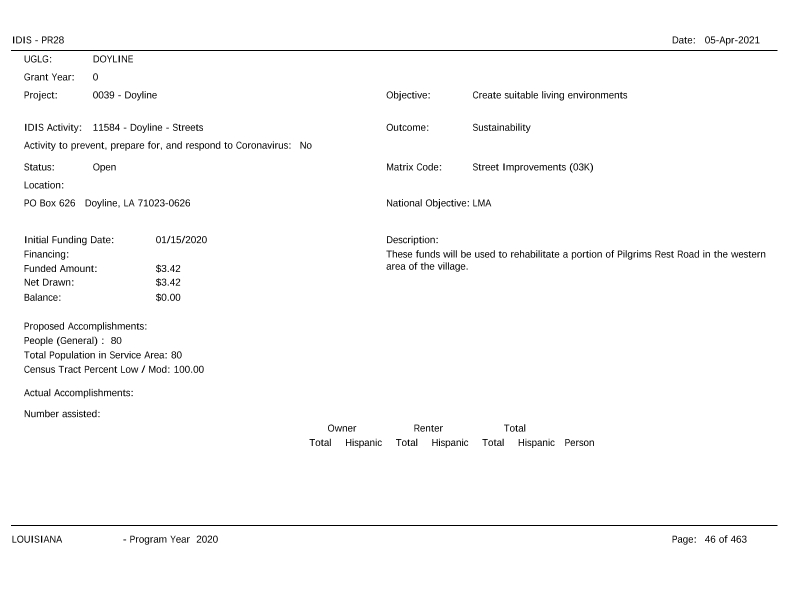 IDIS - PR28 Date: 05-Apr-2021
UGLG: DOYLINE
Grant Year: 0
Project: 0039 - Doyline Objective: Create suitable living environments
IDIS Activity: 11584 - Doyline - Streets Outcome: Sustainability
Activity to prevent, prepare for, and respond to Coronavirus: No
Status: Open Matrix Code: Street Improvements (03K)
Location:
PO Box 626 Doyline, LA 71023-0626 National Objective: LMA
Initial Funding Date: 01/15/2020 Description:
Financing: These funds will be used to rehabilitate a portion of Pilgrims Rest Road in the western
Funded Amount: $3.42 area of the village.
Net Drawn: $3.42
Balance: $0.00
Proposed Accomplishments:
People (General) : 80
Total Population in Service Area: 80
Census Tract Percent Low / Mod: 100.00
Actual Accomplishments:
Number assisted:
Owner Renter Total
Total Hispanic Total Hispanic Total Hispanic Person
LOUISIANA - Program Year 2020 Page: 46 of 463